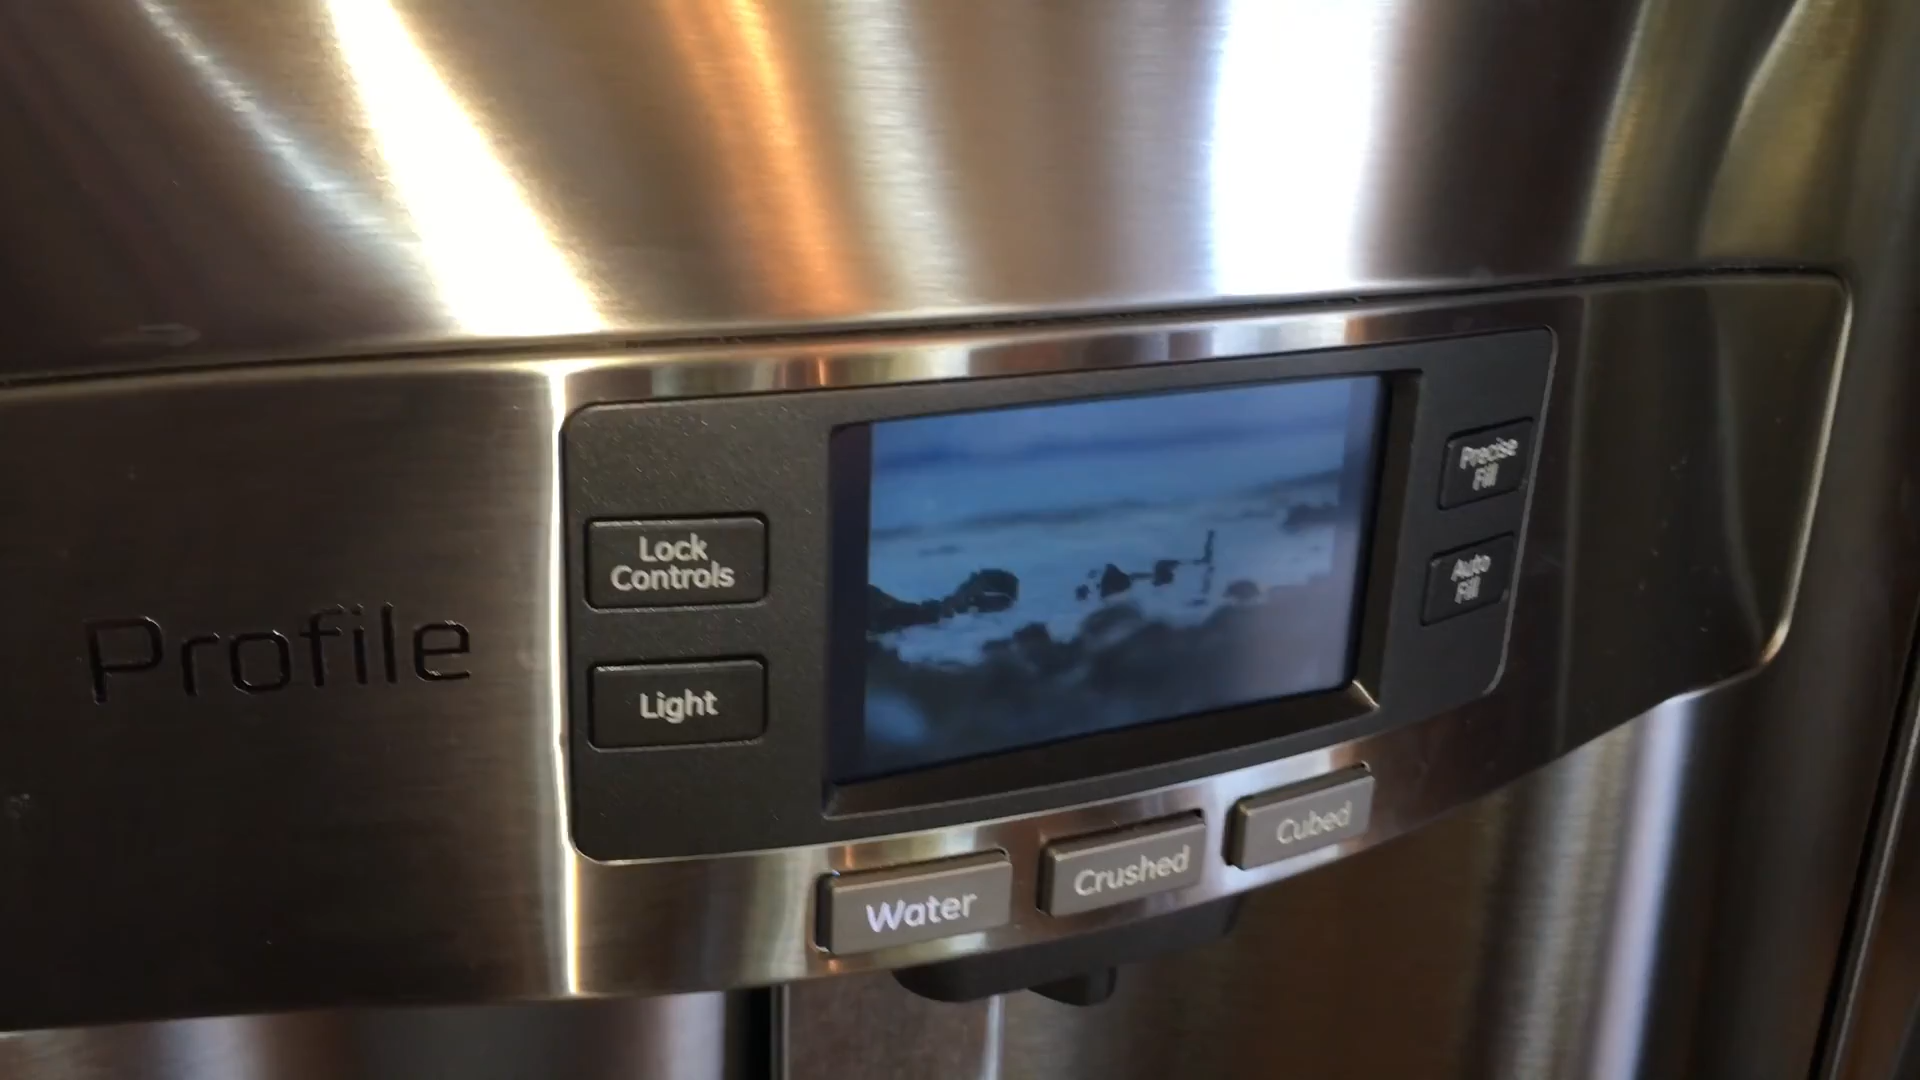 Profile
Lock
Controls
Light
Precise
Fill
Auto
Fill
Water
Crushed
Cubed